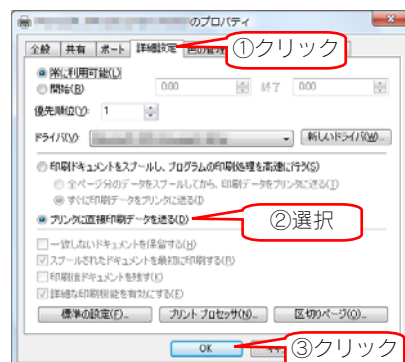 のプロパティ
全般 共有 ポート 詳細設定 色の管理
①クリック
常に利用可能(L)
開始(B) 0:00 終了 0:00
優先順位(Y): 1
ドライバ(V): 新しいドライバ(W)...
印刷ドキュメントをスプールし、プログラムの印刷処理を高速に行う(S)
全ページ分のデータをスプールしてから、印刷データをプリンタに送る(T)
すぐに印刷データをプリンタに送る(I)
プリンタに直接印刷データを送る(D)
②選択
一致しないドキュメントを保留する(H)
スプールされたドキュメントを最初に印刷する(R)
印刷後ドキュメントを残す(K)
詳細な印刷機能を有効にする(E)
標準の設定(F)... プリント プロセッサ(N)... 区切りページ(O)...
OK
③クリック